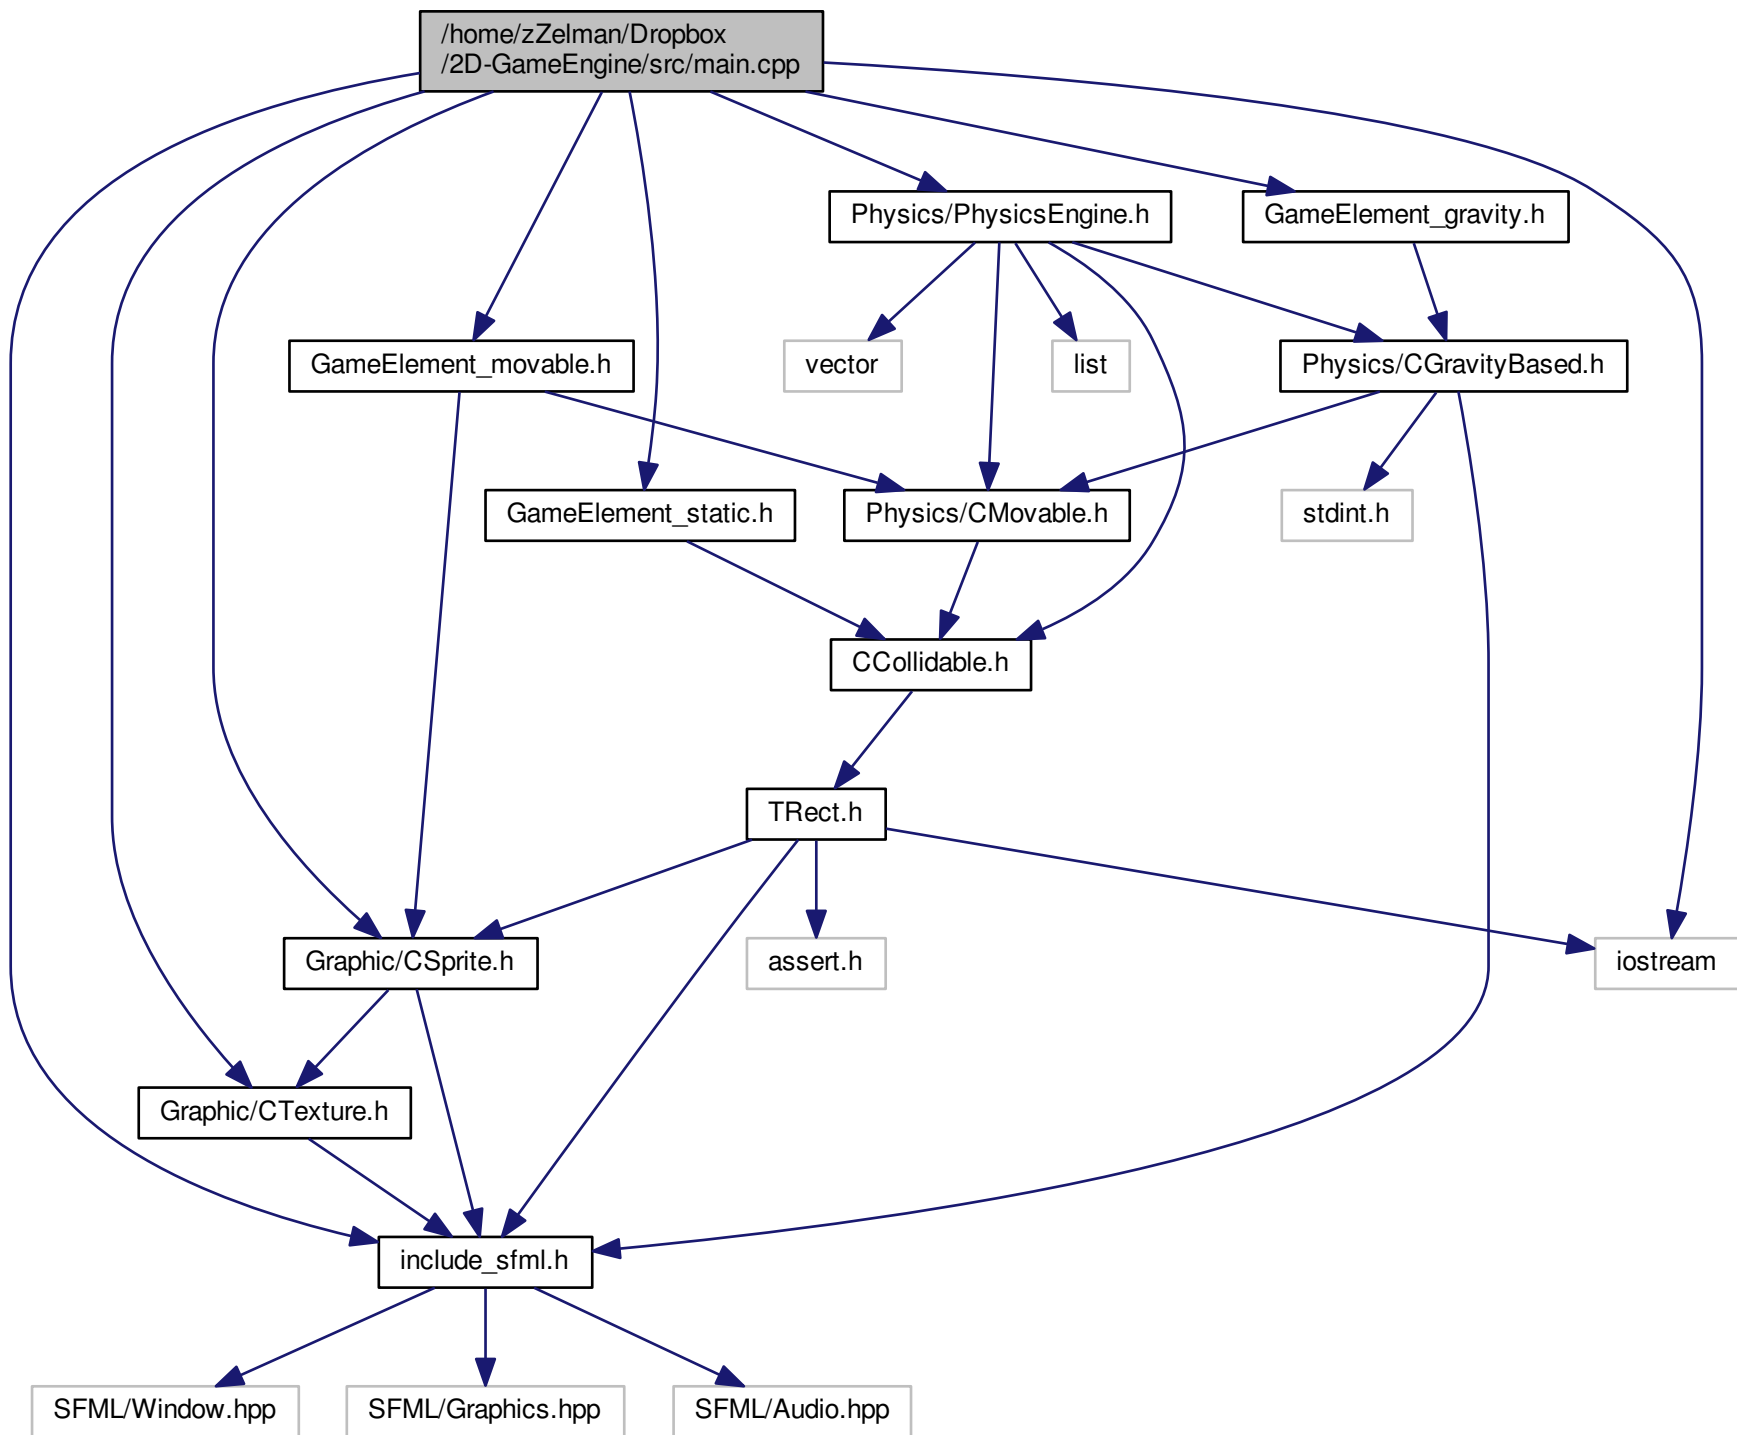 /home/zZelman/Dropbox
/2D-GameEngine/src/main.cpp
Physics/PhysicsEngine.h
GameElement_gravity.h
GameElement_movable.h
vector
list
Physics/CGravityBased.h
GameElement_static.h
Physics/CMovable.h
stdint.h
CCollidable.h
TRect.h
Graphic/CSprite.h
assert.h
iostream
Graphic/CTexture.h
include_sfml.h
SFML/Window.hpp
SFML/Graphics.hpp
SFML/Audio.hpp